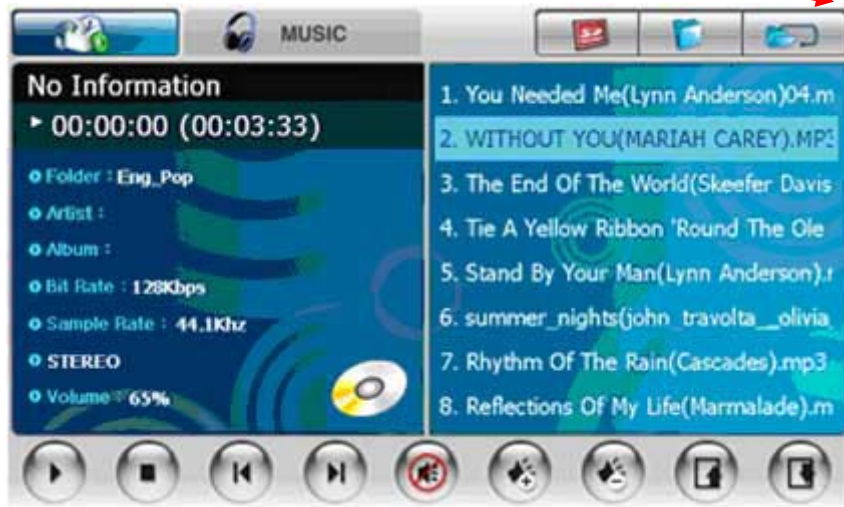 MUSIC
No Information
00:00:00 (00:03:33)
Folder : Eng_Pop
Artist :
Album :
Bit Rate : 128Kbps
Sample Rate : 44.1Khz
STEREO
Volume : 65%
1. You Needed Me(Lynn Anderson)04.m
2. WITHOUT YOU(MARIAH CAREY).MP3
3. The End Of The World(Skeefer Davis
4. Tie A Yellow Ribbon 'Round The Ole
5. Stand By Your Man(Lynn Anderson).r
6. summer_nights(john travolta__olivia_
7. Rhythm Of The Rain(Cascades).mp3
8. Reflections Of My Life(Marmalade).m